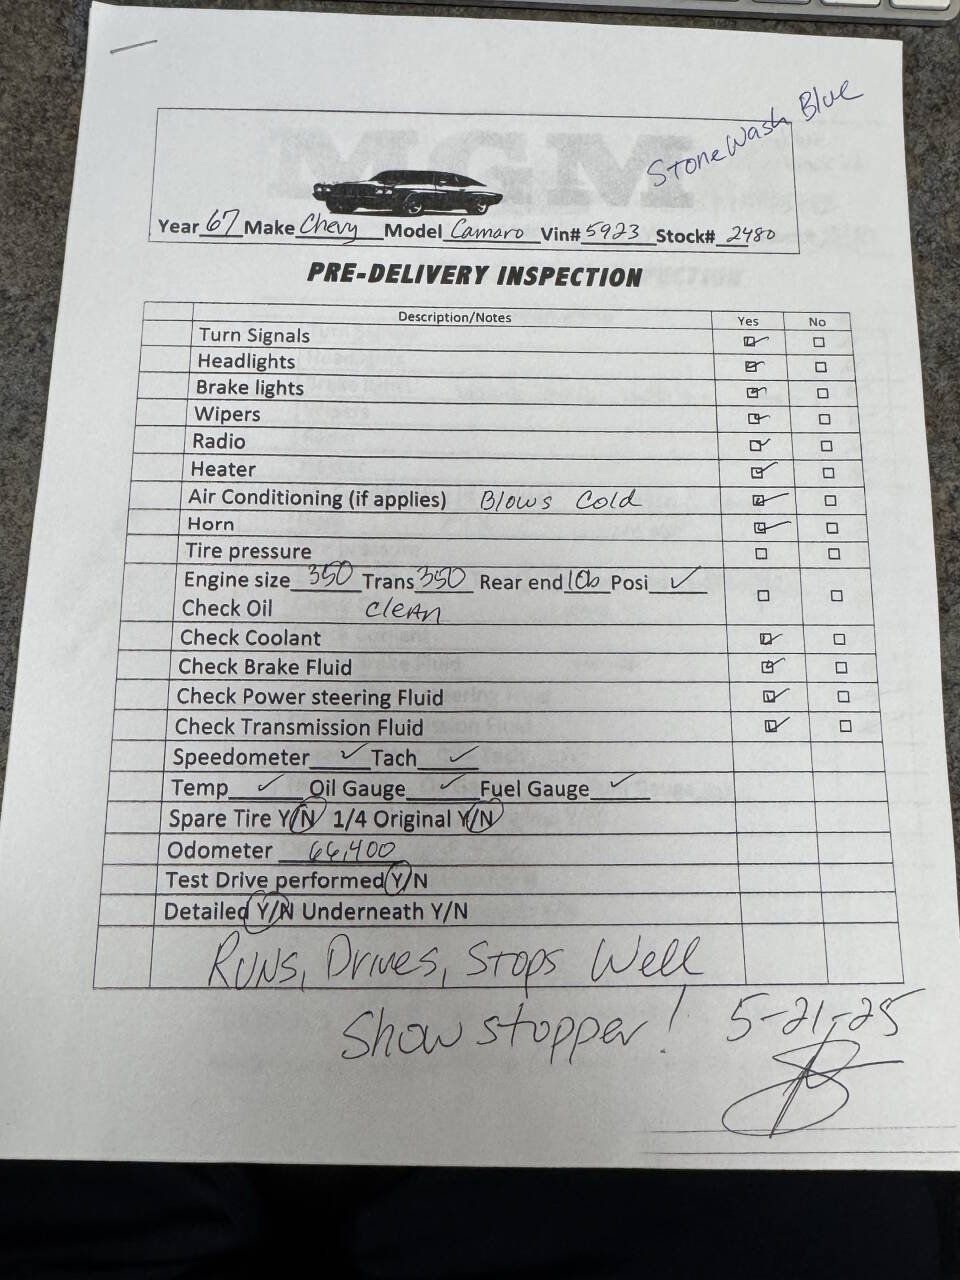 StoneWash Blue
MGM
Year 67 Make Chevy Model Camaro Vin# 5923 Stock# 2480
PRE-DELIVERY INSPECTION
Description/Notes Yes No
Turn Signals
Headlights
Brake lights
Wipers
Radio
Heater
Air Conditioning (if applies) Blows Cold
Horn
Tire pressure
Engine size 350 Trans 350 Rear end 10b Posi ✓
Check Oil clean
Check Coolant
Check Brake Fluid
Check Power steering Fluid
Check Transmission Fluid
Speedometer ✓ Tach ✓
Temp ✓ Oil Gauge ✓ Fuel Gauge ✓
Spare Tire Y/N 1/4 Original Y/N
Odometer 66,400
Test Drive performed Y/N
Detailed Y/N Underneath Y/N
Runs, Drives, Stops Well
Show stopper! 5-21-25